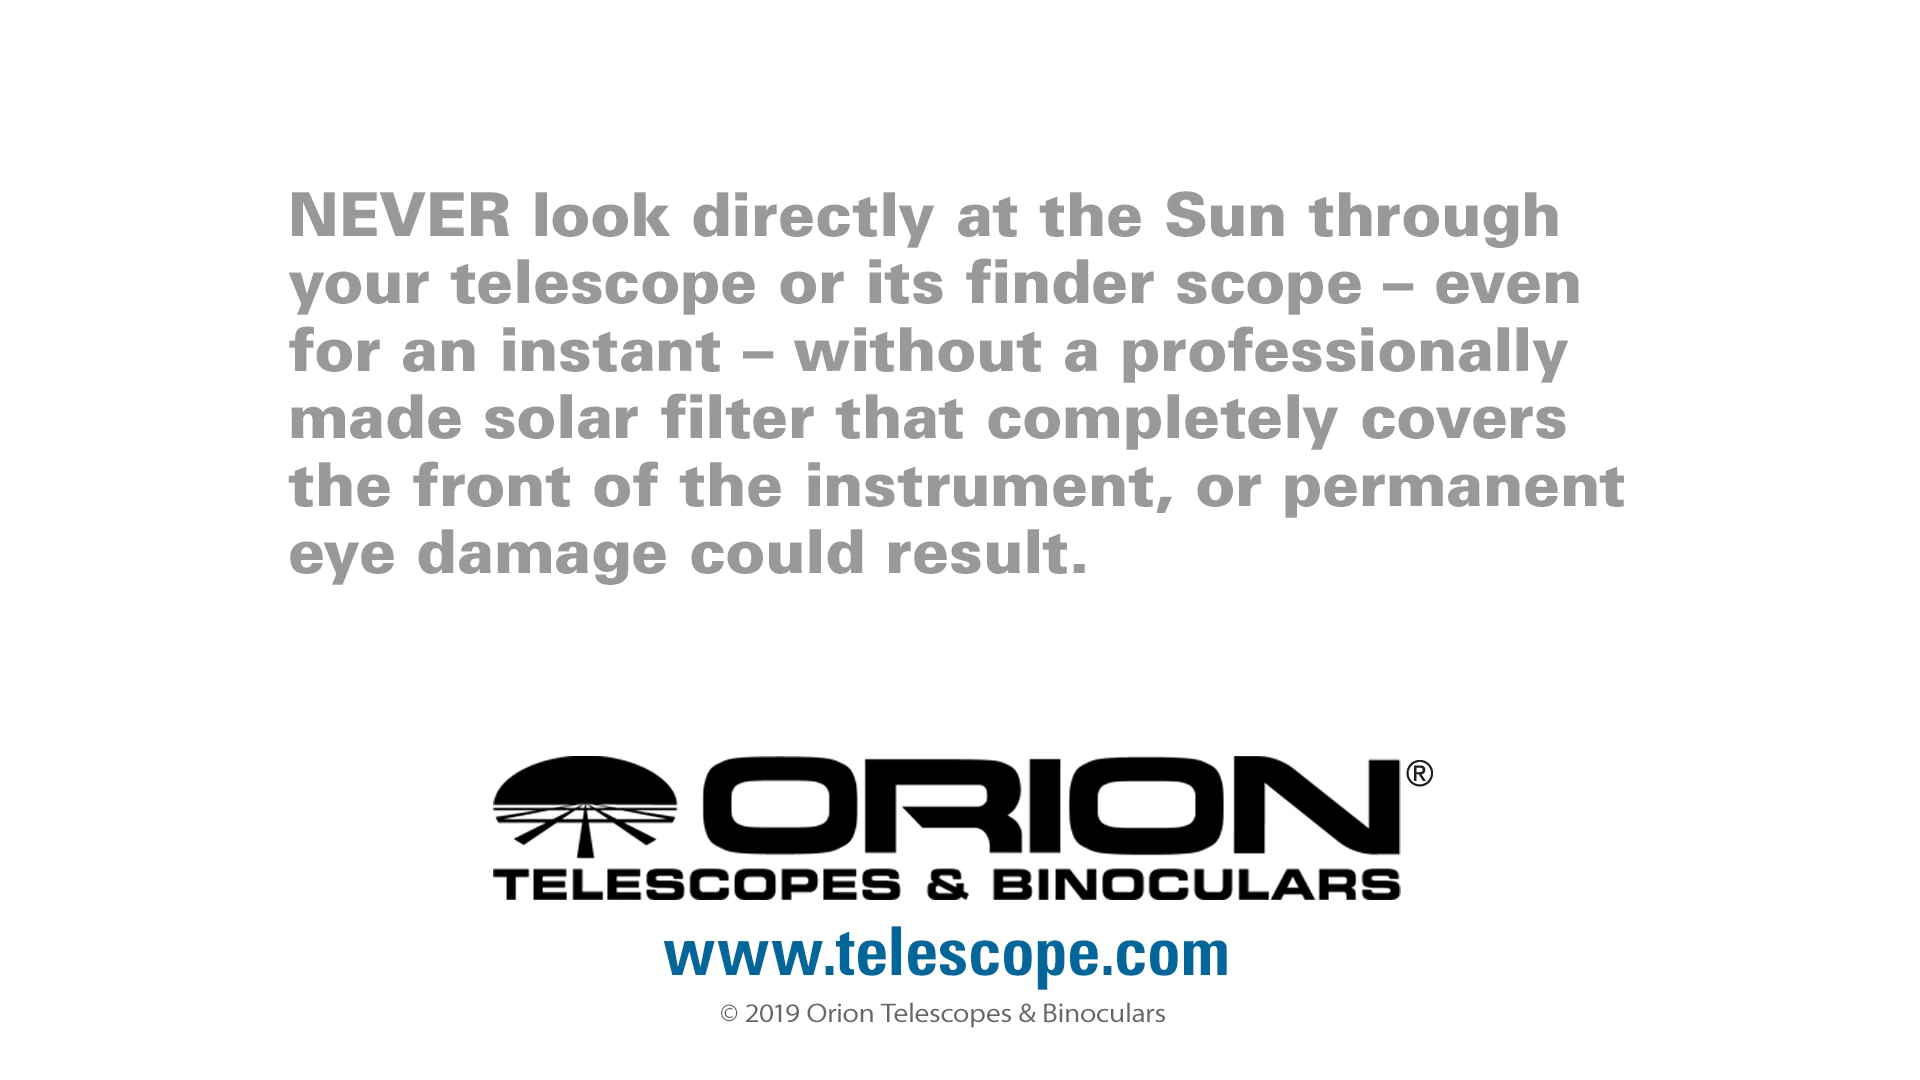 NEVER look directly at the Sun through
your telescope or its finder scope – even
for an instant – without a professionally
made solar filter that completely covers
the front of the instrument, or permanent
eye damage could result.
ORION®
TELESCOPES & BINOCULARS
www.telescope.com
© 2019 Orion Telescopes & Binoculars